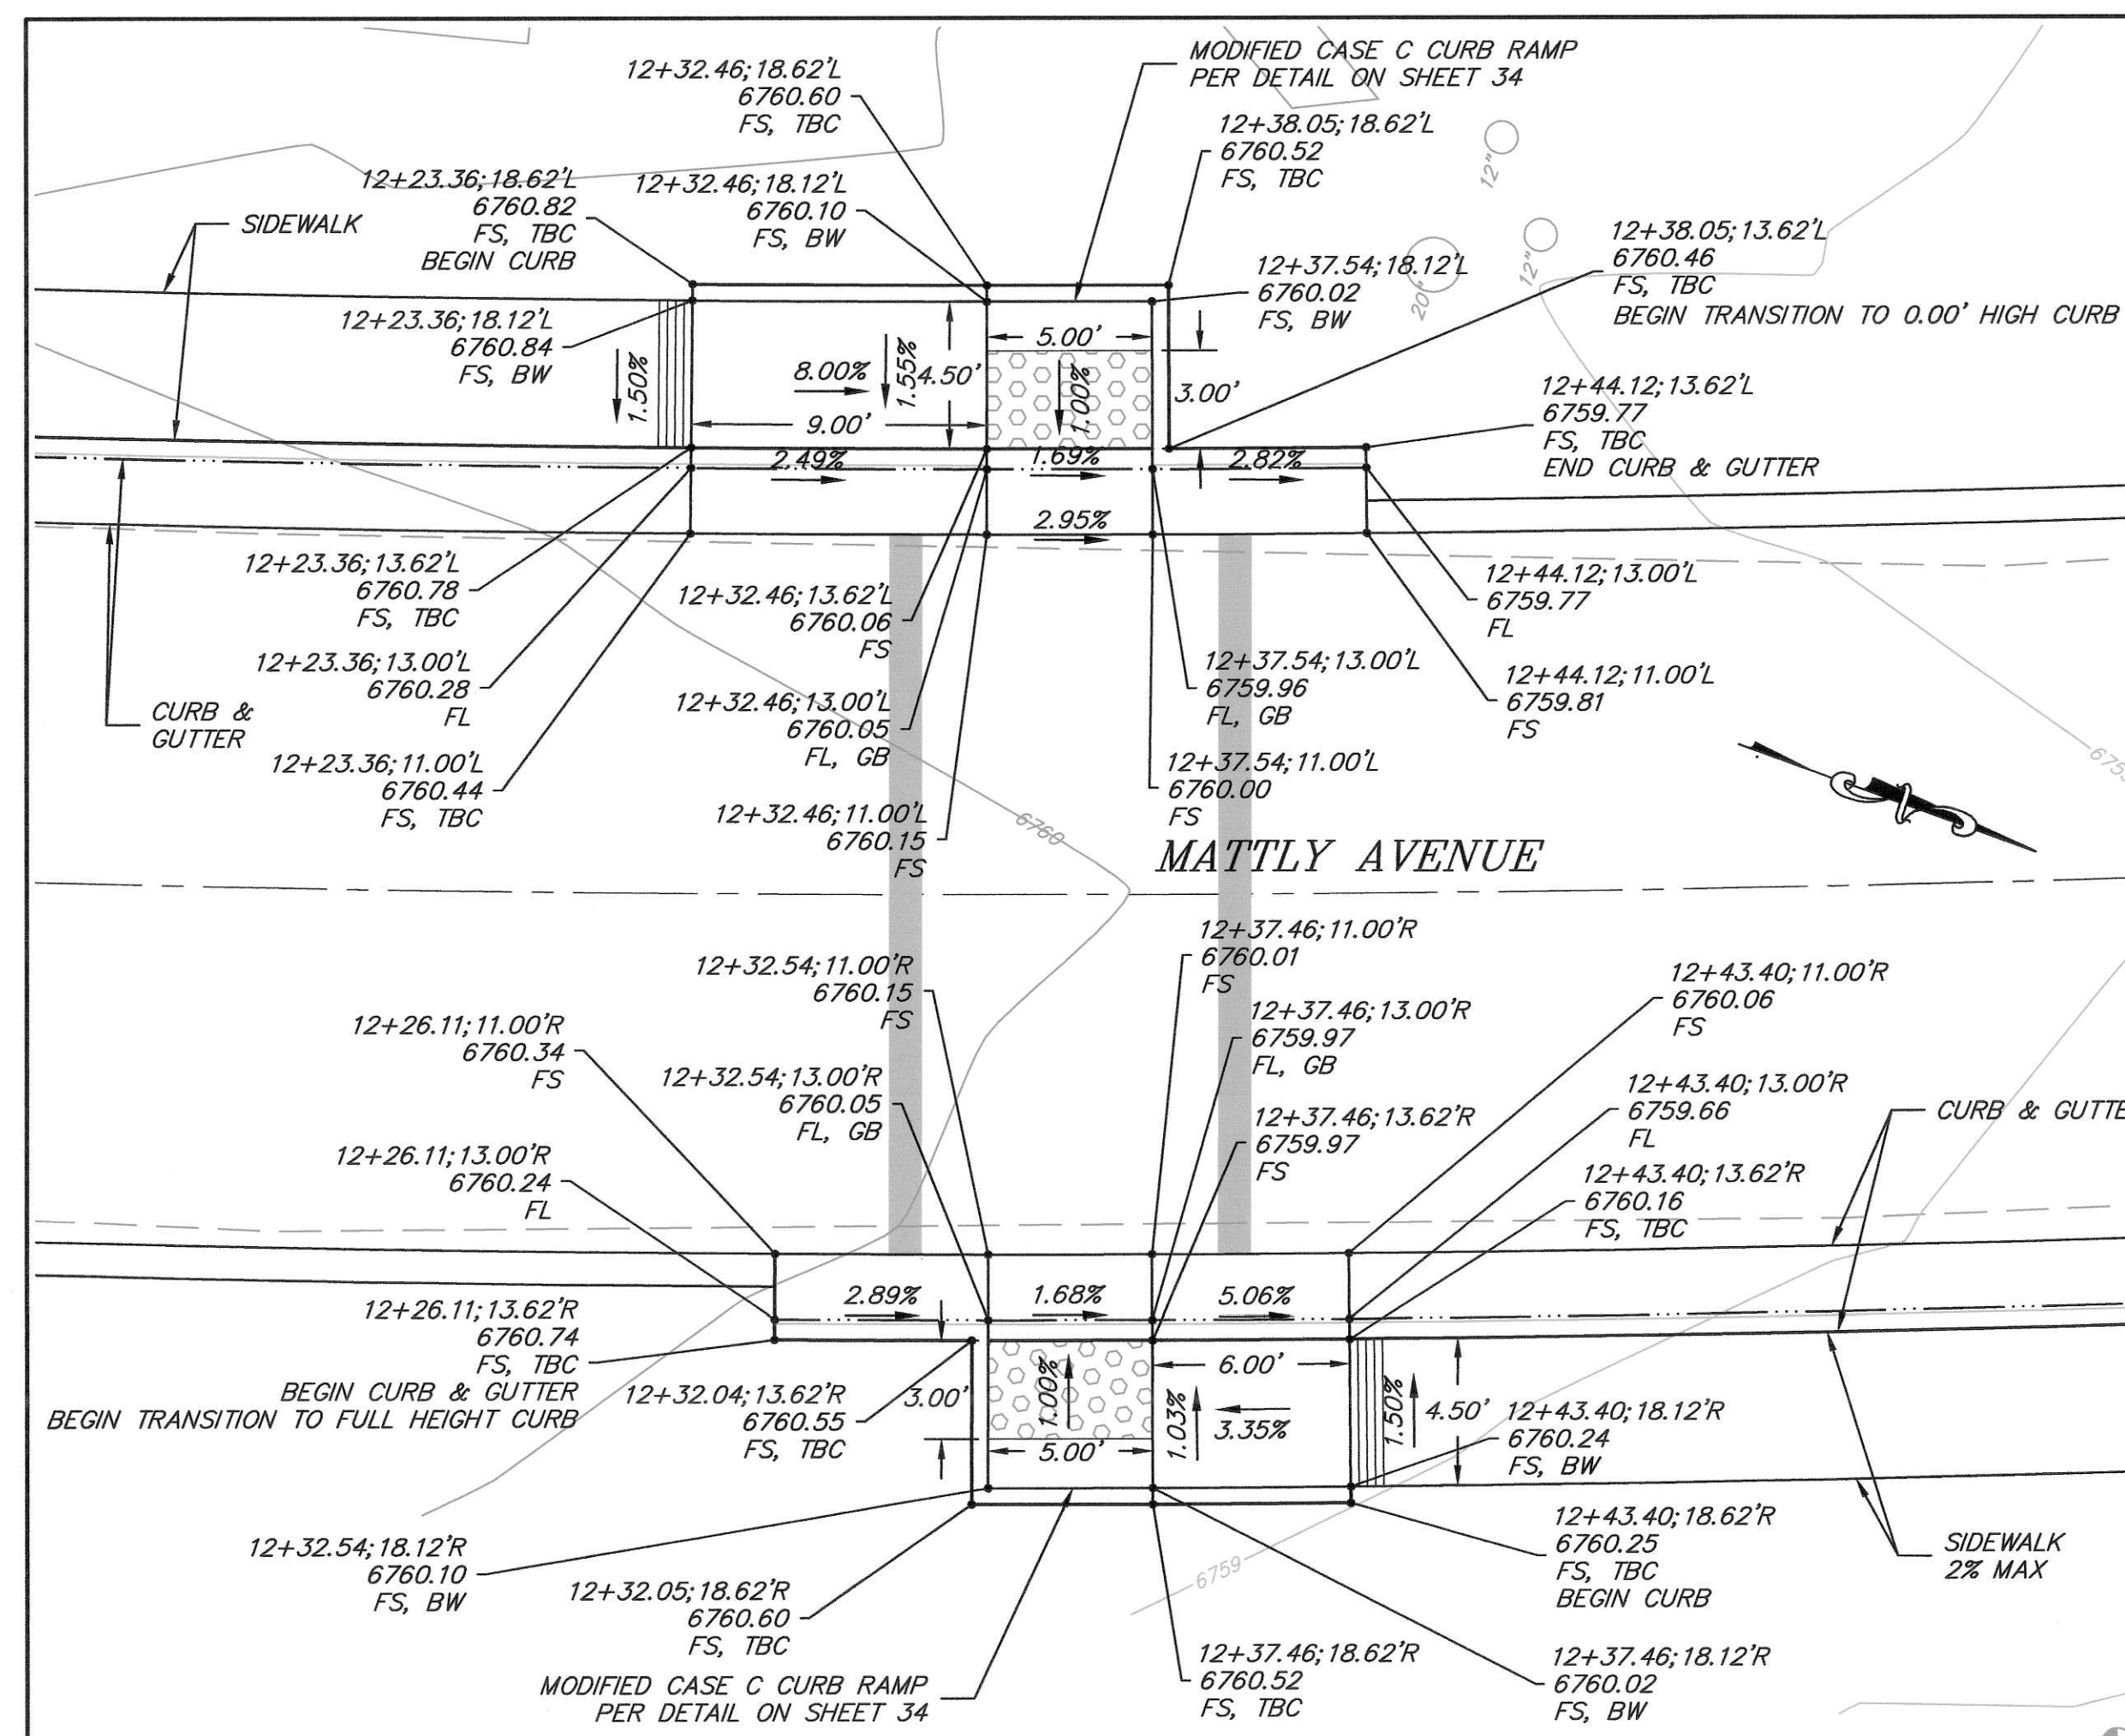 12+32.46;18.62'L
6760.60
FS, TBC
MODIFIED CASE C CURB RAMP
PER DETAIL ON SHEET 34
12+38.05;18.62'L
6760.52
FS, TBC
12"
12+23.36;18.62'L
6760.82
FS, TBC
BEGIN CURB
12+32.46;18.12'L
6760.10
FS, BW
SIDEWALK
12+38.05;13.62'L
6760.46
FS, TBC
BEGIN TRANSITION TO 0.00' HIGH CURB
12+37.54;18.12'L
6760.02
FS, BW
20"
12"
12+23.36;18.12'L
6760.84
FS, BW
1.50%
8.00%
1.55%
4.50'
5.00'
1.00%
3.00'
9.00'
12+44.12;13.62'L
6759.77
FS, TBC
END CURB & GUTTER
2.49%
1.69%
2.82%
2.95%
12+23.36;13.62'L
6760.78
FS, TBC
12+32.46;13.62'L
6760.06
FS
12+44.12;13.00'L
6759.77
FL
12+23.36;13.00'L
6760.28
FL
12+32.46;13.00'L
6760.05
FL, GB
12+37.54;13.00'L
6759.96
FL, GB
12+44.12;11.00'L
6759.81
FS
CURB &
GUTTER
12+23.36;11.00'L
6760.44
FS, TBC
12+32.46;11.00'L
6760.15
FS
12+37.54;11.00'L
6760.00
FS
6760
MATTLY AVENUE
12+37.46;11.00'R
6760.01
FS
12+32.54;11.00'R
6760.15
FS
12+43.40;11.00'R
6760.06
FS
12+26.11;11.00'R
6760.34
FS
12+37.46;13.00'R
6759.97
FL, GB
12+32.54;13.00'R
6760.05
FL, GB
12+43.40;13.00'R
6759.66
FL
CURB & GUTTE
12+37.46;13.62'R
6759.97
FS
12+26.11;13.00'R
6760.24
FL
12+43.40;13.62'R
6760.16
FS, TBC
2.89%
1.68%
5.06%
12+26.11;13.62'R
6760.74
FS, TBC
BEGIN CURB & GUTTER
BEGIN TRANSITION TO FULL HEIGHT CURB
12+32.04;13.62'R
6760.55
FS, TBC
3.00'
1.00%
5.00'
1.03%
6.00'
3.35%
1.50%
4.50'
12+43.40;18.12'R
6760.24
FS, BW
12+32.54;18.12'R
6760.10
FS, BW
12+32.05;18.62'R
6760.60
FS, TBC
6759
12+43.40;18.62'R
6760.25
FS, TBC
BEGIN CURB
SIDEWALK
2% MAX
MODIFIED CASE C CURB RAMP
PER DETAIL ON SHEET 34
12+37.46;18.62'R
6760.52
FS, TBC
12+37.46;18.12'R
6760.02
FS, BW